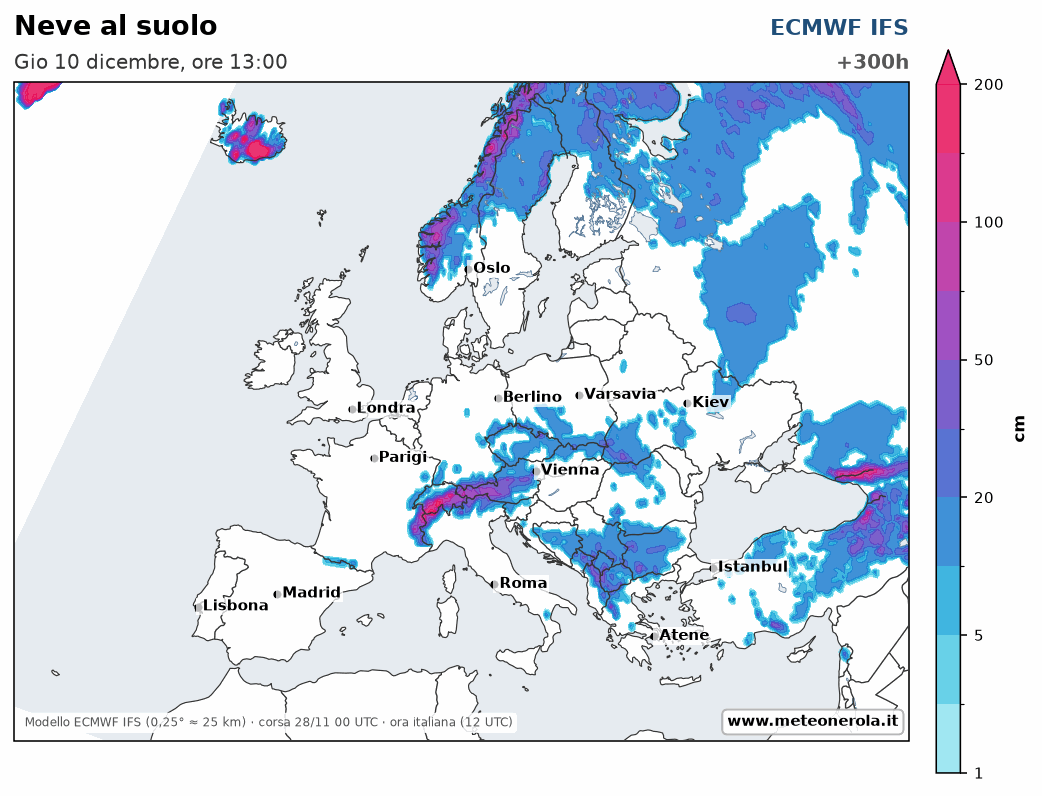 Neve al suolo
ECMWF IFS
Gio 10 dicembre, ore 13:00
+300h
200
100
50
20
5
1
cm
Oslo
Londra
Berlino
Varsavia
Kiev
Parigi
Vienna
Istanbul
Roma
Madrid
Lisbona
Atene
Modello ECMWF IFS (0,25° ≈ 25 km) · corsa 28/11 00 UTC · ora italiana (12 UTC)
www.meteonerola.it